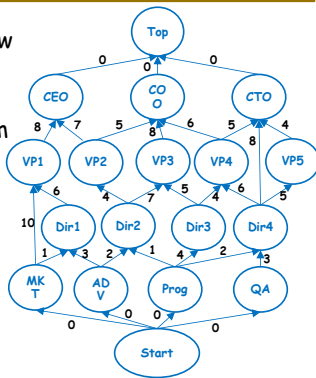 w
Top
0
0
0
CEO
CO
O
CTO
m
8
7
5
8
6
5
8
4
VP1
VP2
VP3
VP4
VP5
10
6
4
7
5
4
6
5
Dir1
Dir2
Dir3
Dir4
1
3
2
1
4
2
3
MK
T
AD
V
Prog
QA
0
0
0
0
Start